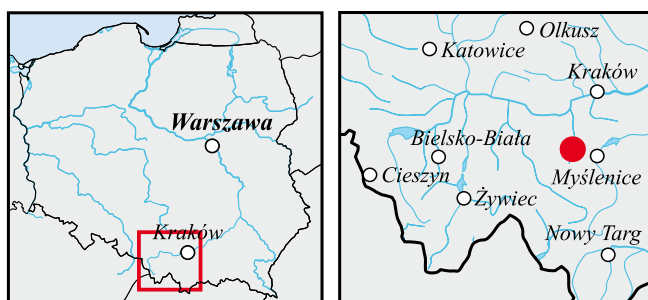 Warszawa
Kraków
Olkusz
Katowice
Kraków
Bielsko-Biała
Cieszyn
Myślenice
Żywiec
Nowy Targ